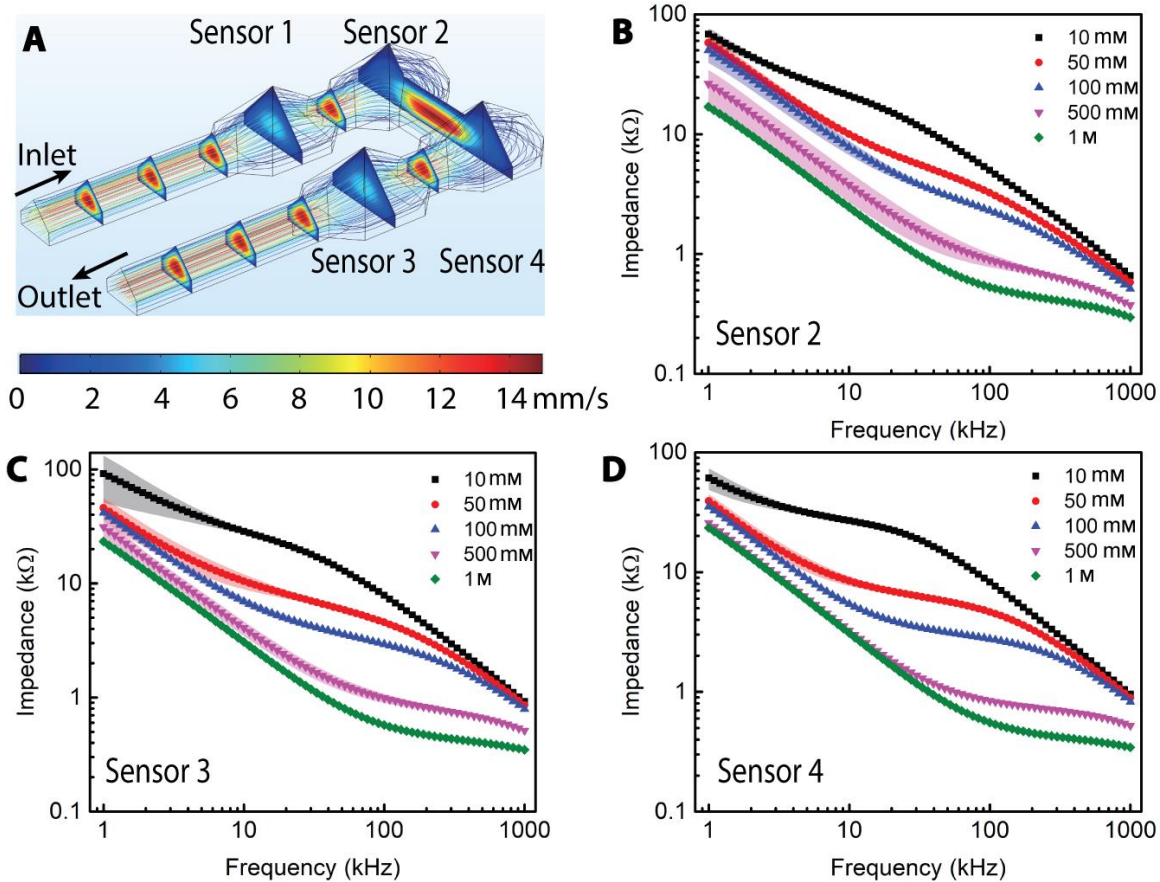 A
Sensor 1
Sensor 2
Inlet
Outlet
Sensor 3
Sensor 4
0 2 4 6 8 10 12 14 mm/s
B
100
10
1
0.1
Impedance (kΩ)
10 mM
50 mM
100 mM
500 mM
1 M
Sensor 2
1 10 100 1000
Frequency (kHz)
C
100
10
1
0.1
Impedance (kΩ)
10 mM
50 mM
100 mM
500 mM
1 M
Sensor 3
1 10 100 1000
Frequency (kHz)
D
100
10
1
0.1
Impedance (kΩ)
10 mM
50 mM
100 mM
500 mM
1 M
Sensor 4
1 10 100 1000
Frequency (kHz)